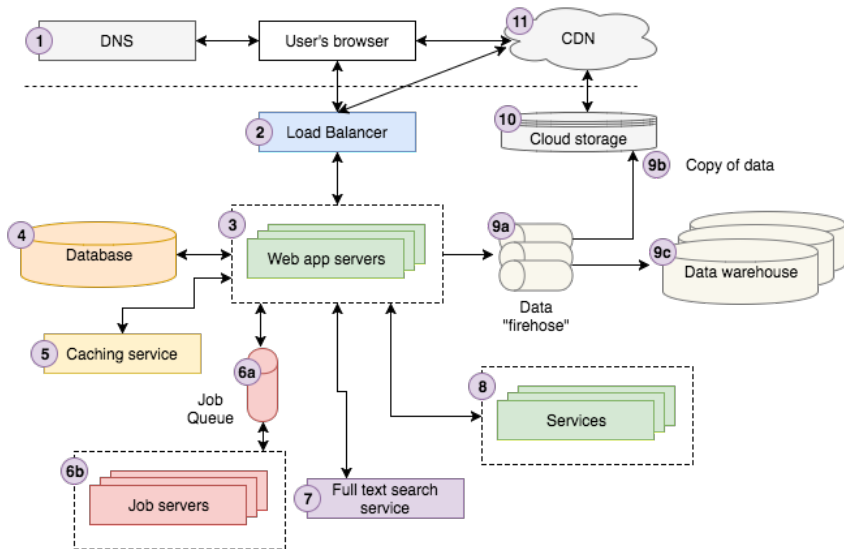 1
DNS
User's browser
11
CDN
2
Load Balancer
10
Cloud storage
9b
Copy of data
3
Web app servers
4
Database
9a
Data
"firehose"
9c
Data warehouse
5
Caching service
6a
Job
Queue
8
Services
6b
Job servers
7
Full text search
service